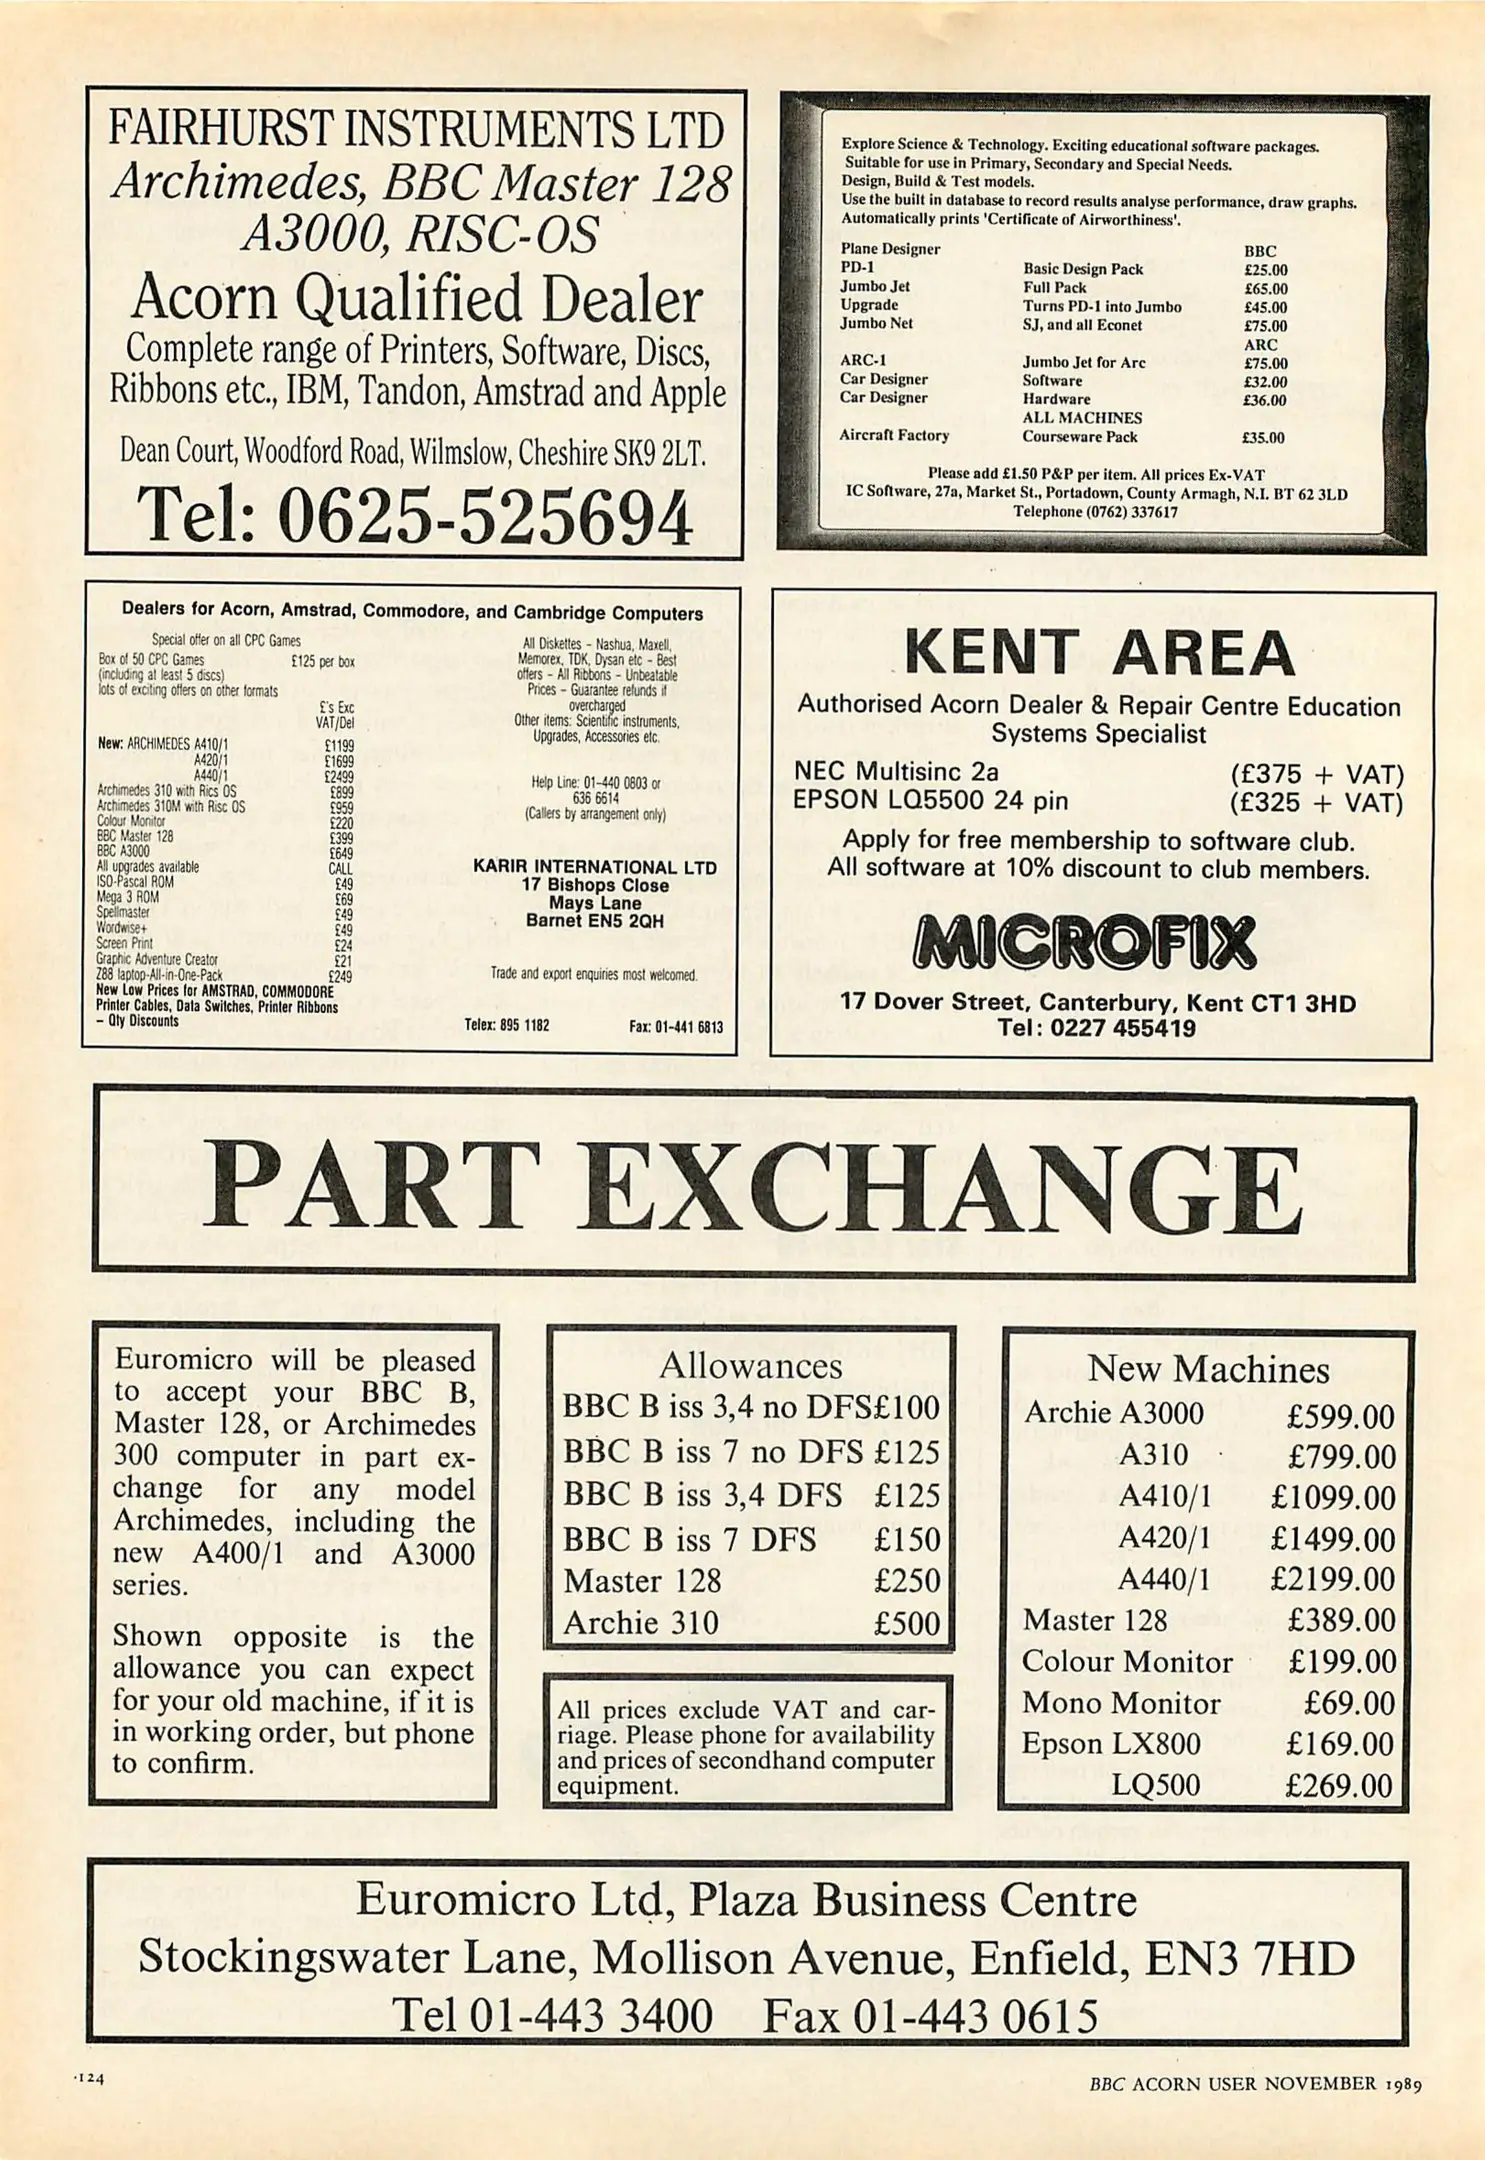 FAIRHURST INSTRUMENTS LTD
Archimedes, BBC Master 128
A3000, RISC-OS
Acorn Qualified Dealer
Complete range of Printers, Software, Discs,
Ribbons etc., IBM, Tandon, Amstrad and Apple
Dean Court, Woodford Road, Wilmslow, Cheshire SK9 2LT.
Tel: 0625-525694
Explore Science & Technology. Exciting educational software packages.
Suitable for use in Primary, Secondary and Special Needs.
Design, Build & Test models.
Use the built in database to record results analyse performance, draw graphs.
Automatically prints 'Certificate of Airworthiness'.
Plane Designer BBC
PD-1 Basic Design Pack £25.00
Jumbo Jet Full Pack £65.00
Upgrade Turns PD-1 into Jumbo £45.00
Jumbo Net SJ, and all Econet £75.00
ARC
ARC-1 Jumbo Jet for Arc £75.00
Car Designer Software £32.00
Car Designer Hardware £36.00
ALL MACHINES
Aircraft Factory Courseware Pack £35.00
Please add £1.50 P&P per item. All prices Ex-VAT
IC Software, 27a, Market St., Portadown, County Armagh, N.I. BT 62 3LD
Telephone (0762) 337617
Dealers for Acorn, Amstrad, Commodore, and Cambridge Computers
Special offer on all CPC Games
Box of 50 CPC Games £125 per box
(including at least 5 discs)
lots of exciting offers on other formats
£'s Exc
VAT/Del
New: ARCHIMEDES A410/1 £1199
A420/1 £1699
A440/1 £2499
Archimedes 310 with Rics OS £899
Archimedes 310M with Risc OS £959
Colour Monitor £220
BBC Master 128 £399
BBC A3000 £649
All upgrades available CALL
ISO-Pascal ROM £49
Mega 3 ROM £69
Spellmaster £49
Wordwise+ £49
Screen Print £24
Graphic Adventure Creator £21
Z88 laptop-All-in-One-Pack £249
New Low Prices for AMSTRAD, COMMODORE
Printer Cables, Data Switches, Printer Ribbons
– Qty Discounts
All Diskettes – Nashua, Maxell,
Memorex, TDK, Dysan etc – Best
offers – All Ribbons – Unbeatable
Prices – Guarantee refunds if
overcharged
Other items: Scientific instruments,
Upgrades, Accessories etc.
Help Line: 01-440 0803 or
636 6614
(Callers by arrangement only)
KARIR INTERNATIONAL LTD
17 Bishops Close
Mays Lane
Barnet EN5 2QH
Trade and export enquiries most welcomed.
Telex: 895 1182 Fax: 01-441 6813
KENT AREA
Authorised Acorn Dealer & Repair Centre Education
Systems Specialist
NEC Multisinc 2a (£375 + VAT)
EPSON LQ5500 24 pin (£325 + VAT)
Apply for free membership to software club.
All software at 10% discount to club members.
MICROFIX
17 Dover Street, Canterbury, Kent CT1 3HD
Tel: 0227 455419
PART EXCHANGE
Euromicro will be pleased
to accept your BBC B,
Master 128, or Archimedes
300 computer in part ex-
change for any model
Archimedes, including the
new A400/1 and A3000
series.
Shown opposite is the
allowance you can expect
for your old machine, if it is
in working order, but phone
to confirm.
Allowances
BBC B iss 3,4 no DFS£100
BBC B iss 7 no DFS £125
BBC B iss 3,4 DFS £125
BBC B iss 7 DFS £150
Master 128 £250
Archie 310 £500
All prices exclude VAT and car-
riage. Please phone for availability
and prices of secondhand computer
equipment.
New Machines
Archie A3000 £599.00
A310 £799.00
A410/1 £1099.00
A420/1 £1499.00
A440/1 £2199.00
Master 128 £389.00
Colour Monitor £199.00
Mono Monitor £69.00
Epson LX800 £169.00
LQ500 £269.00
Euromicro Ltd, Plaza Business Centre
Stockingswater Lane, Mollison Avenue, Enfield, EN3 7HD
Tel 01-443 3400 Fax 01-443 0615
124
BBC ACORN USER NOVEMBER 1989